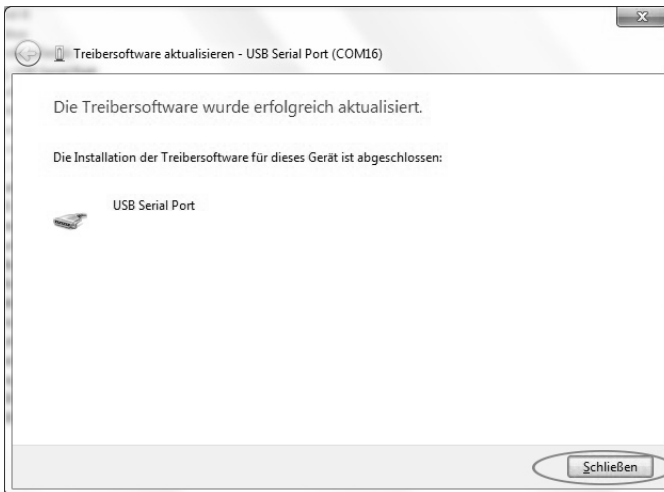 Treibersoftware aktualisieren - USB Serial Port (COM16)
Die Treibersoftware wurde erfolgreich aktualisiert.
Die Installation der Treibersoftware für dieses Gerät ist abgeschlossen:
USB Serial Port
Schließen